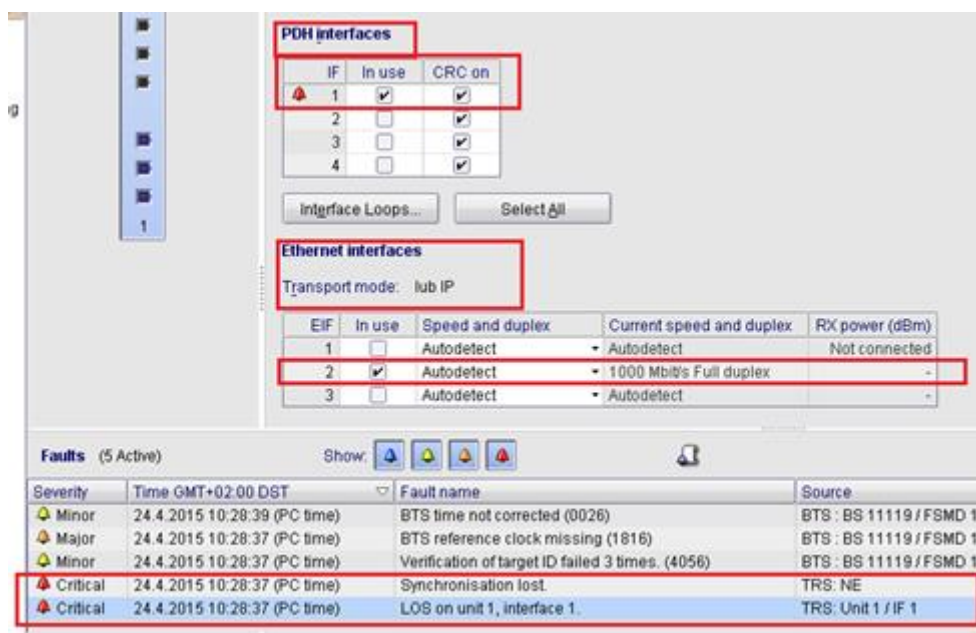 og
1
PDH interfaces
IF In use CRC on
1
2
3
4
Interface Loops... Select All
Ethernet interfaces
Transport mode: Iub IP
EIF In use Speed and duplex Current speed and duplex RX power (dBm)
1 Autodetect Autodetect Not connected
2 Autodetect 1000 Mbit/s Full duplex -
3 Autodetect Autodetect -
Faults (5 Active) Show:
Severity Time GMT+02:00 DST Fault name Source
Minor 24.4.2015 10:28:39 (PC time) BTS time not corrected (0026) BTS : BS 11119 / FSMD 1
Major 24.4.2015 10:28:37 (PC time) BTS reference clock missing (1816) BTS : BS 11119 / FSMD 1
Minor 24.4.2015 10:28:37 (PC time) Verification of target ID failed 3 times. (4056) BTS : BS 11119 / FSMD 1
Critical 24.4.2015 10:28:37 (PC time) Synchronisation lost. TRS: NE
Critical 24.4.2015 10:28:37 (PC time) LOS on unit 1, interface 1. TRS: Unit 1 / IF 1